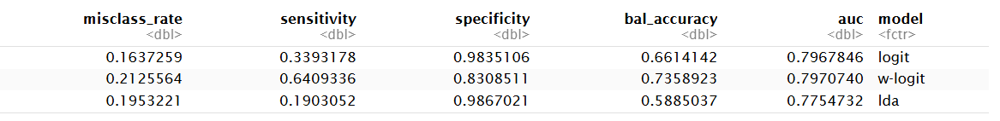 misclass_rate sensitivity specificity bal_accuracy auc model
<dbl> <dbl> <dbl> <dbl> <dbl> <fctr>
0.1637259 0.3393178 0.9835106 0.6614142 0.7967846 logit
0.2125564 0.6409336 0.8308511 0.7358923 0.7970740 w-logit
0.1953221 0.1903052 0.9867021 0.5885037 0.7754732 lda